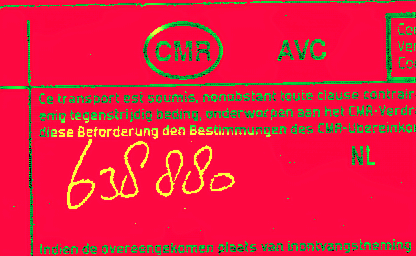 CMR AVC
Ce transport est soumis, nonobstant toute clause contrair
enig tegenstrijdig beding, onderworpen aan het CMR-Verdr
diese Beforderung den Bestimmungen des CMR-Übereinkom
NL
638880
Indien de overeengekomen plaats van inontvangstneming